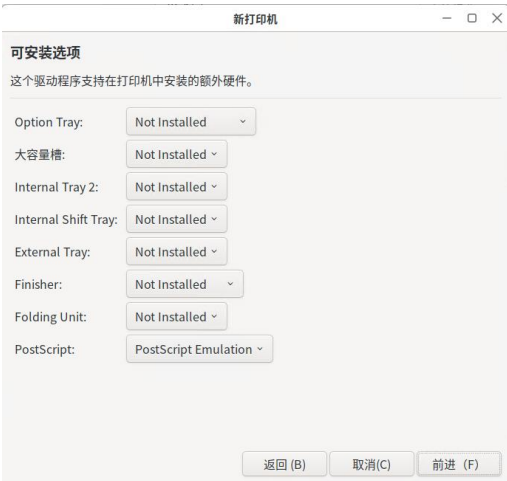 新打印机
可安装选项
这个驱动程序支持在打印机中安装的额外硬件。
Option Tray: Not Installed
大容量槽: Not Installed
Internal Tray 2: Not Installed
Internal Shift Tray: Not Installed
External Tray: Not Installed
Finisher: Not Installed
Folding Unit: Not Installed
PostScript: PostScript Emulation
返回 (B) 取消(C) 前进（F)